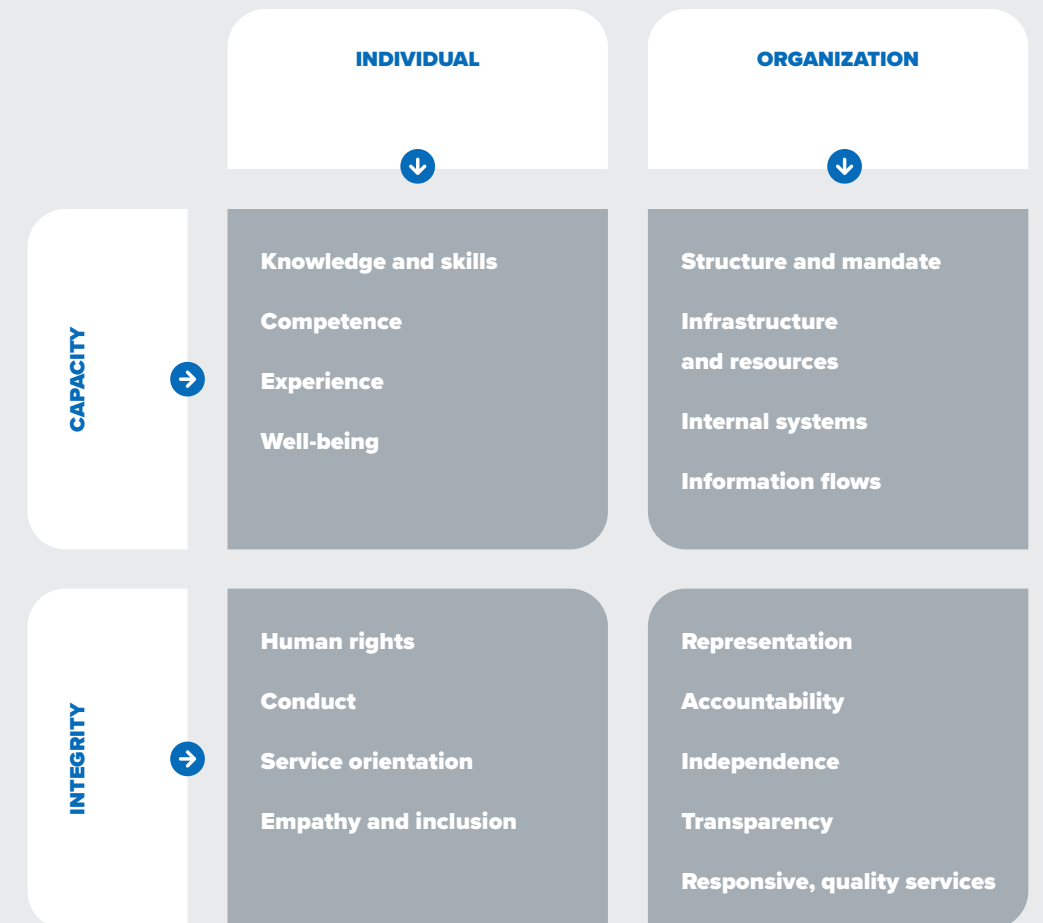 INDIVIDUAL
ORGANIZATION
CAPACITY
Knowledge and skills
Competence
Experience
Well-being
Structure and mandate
Infrastructure
and resources
Internal systems
Information flows
INTEGRITY
Human rights
Conduct
Service orientation
Empathy and inclusion
Representation
Accountability
Independence
Transparency
Responsive, quality services